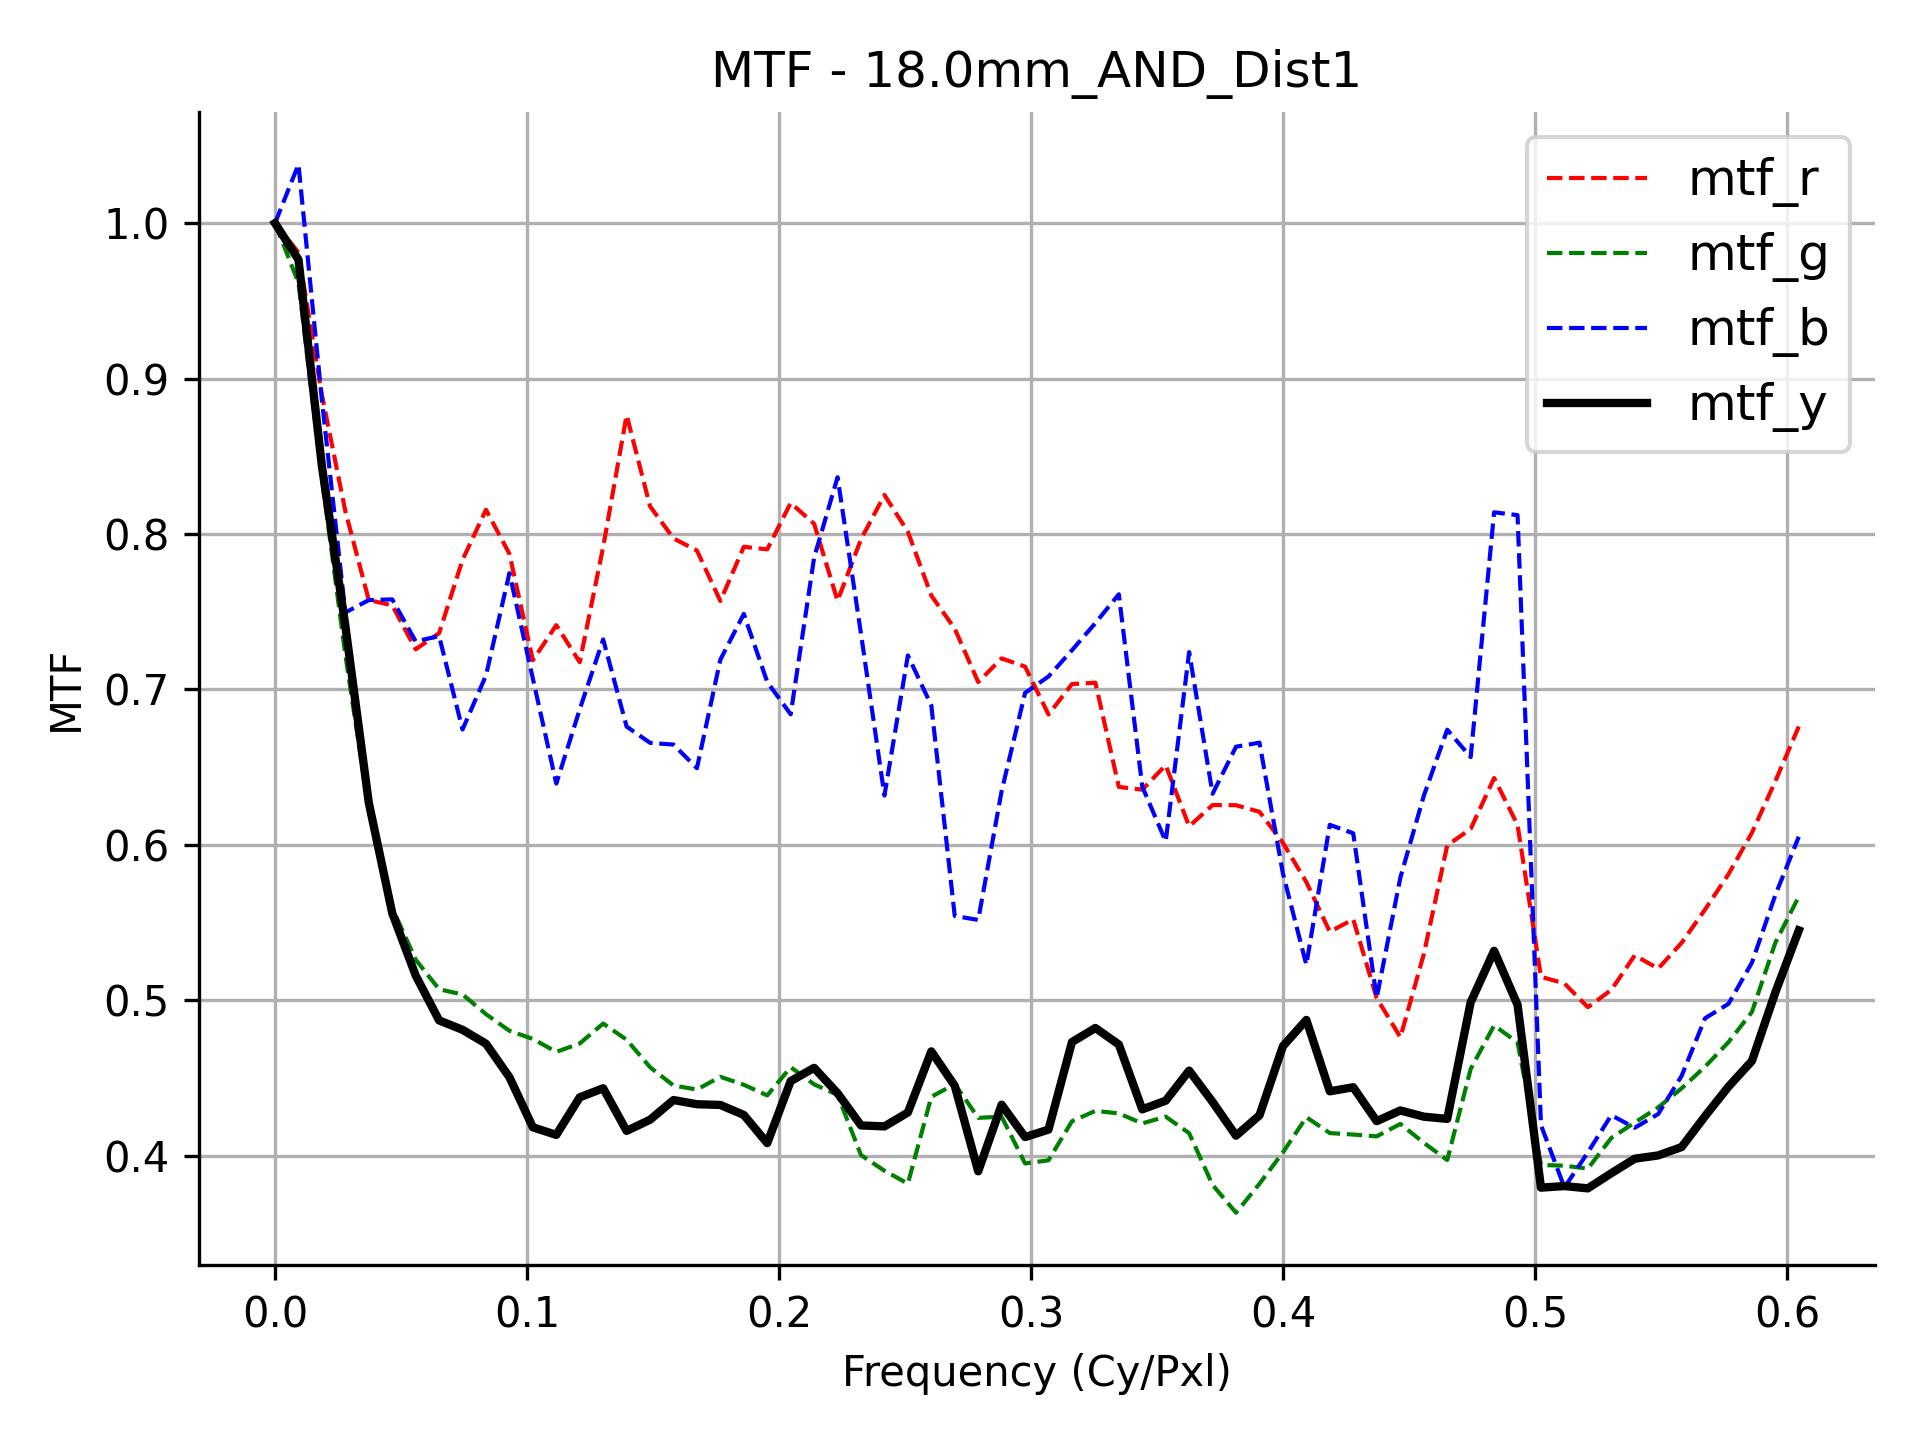 MTF - 18.0mm_AND_Dist1
mtf_r
mtf_g
mtf_b
mtf_y
MTF
1.0
0.9
0.8
0.7
0.6
0.5
0.4
0.0 0.1 0.2 0.3 0.4 0.5 0.6
Frequency (Cy/Pxl)